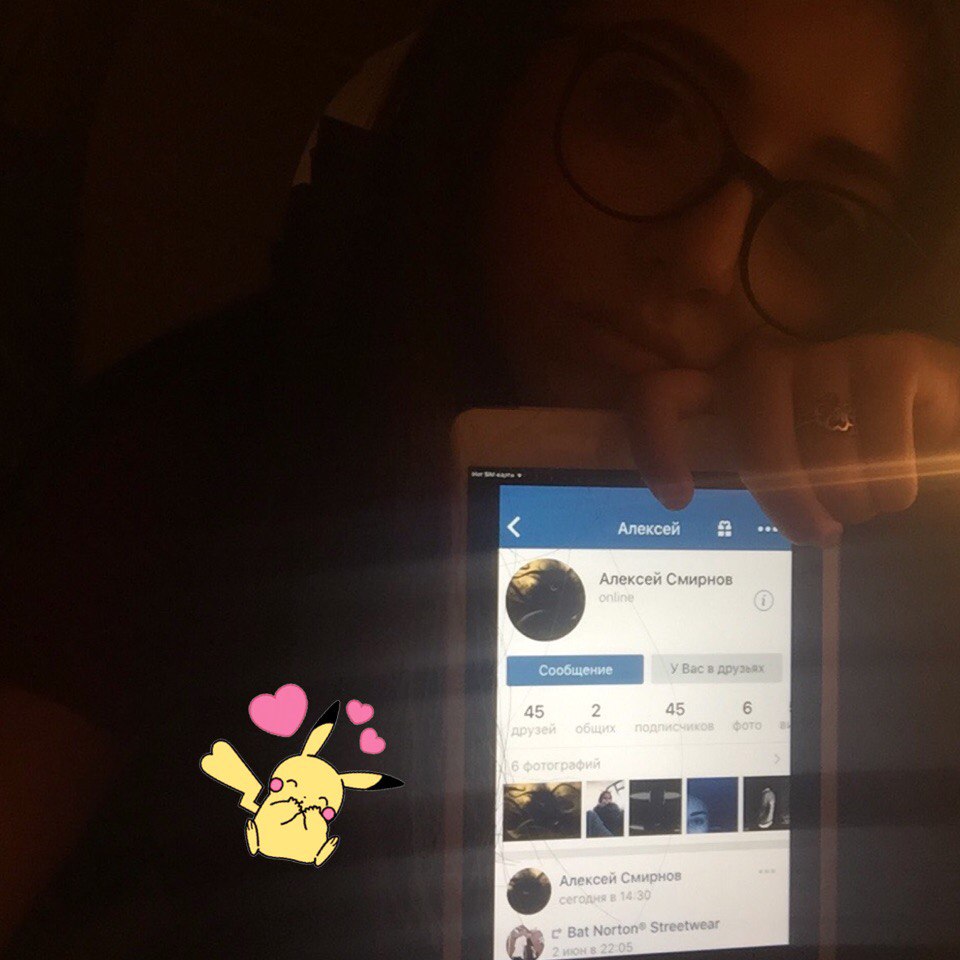 Нет SIM-карты
Алексей
Алексей Смирнов
online
Сообщение
У Вас в друзьях
45 2 45 6
друзей общих подписчиков фото
6 фотографий
Алексей Смирнов
сегодня в 14:30
Bat Norton® Streetwear
2 июн в 22:05